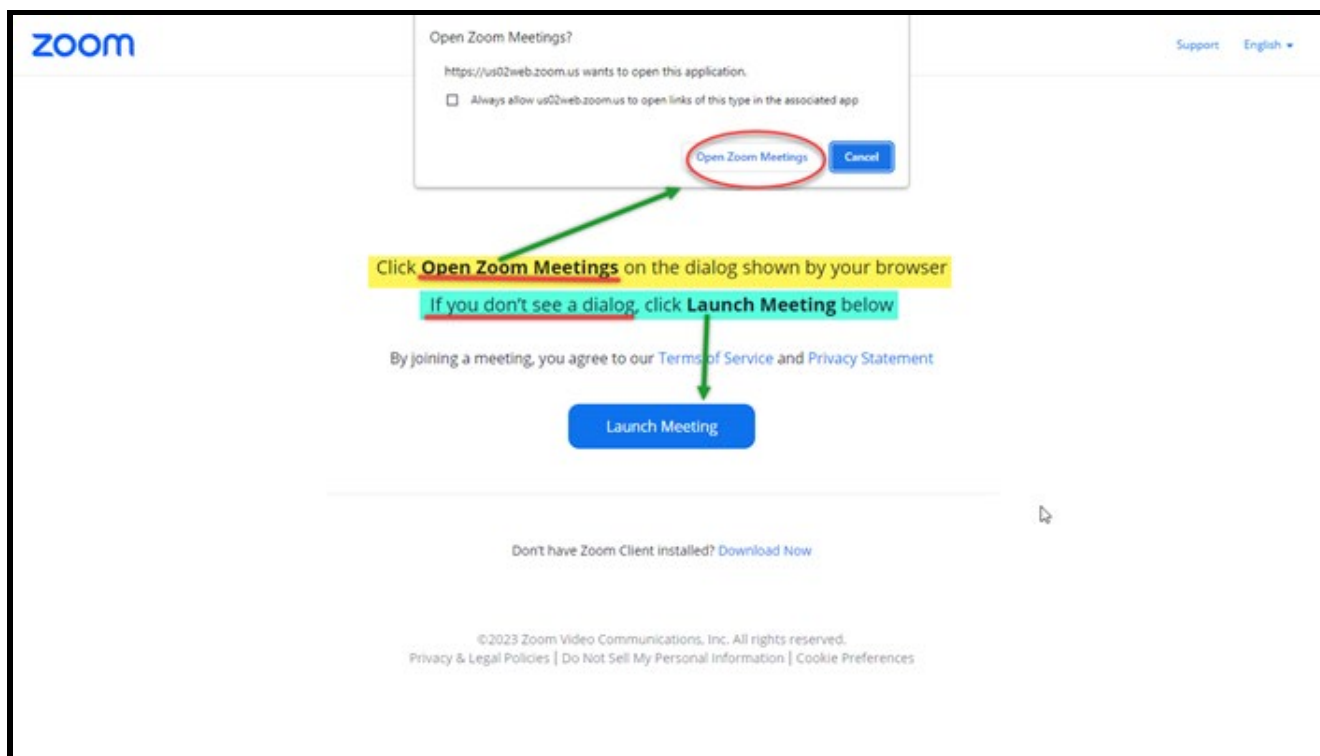 zoom
Support English
Open Zoom Meetings?
https://us02web.zoom.us wants to open this application.
Always allow us02web.zoom.us to open links of this type in the associated app
Open Zoom Meetings Cancel
Click Open Zoom Meetings on the dialog shown by your browser
If you don't see a dialog, click Launch Meeting below
By joining a meeting, you agree to our Terms of Service and Privacy Statement
Launch Meeting
Don't have Zoom Client installed? Download Now
©2023 Zoom Video Communications, Inc. All rights reserved.
Privacy & Legal Policies | Do Not Sell My Personal Information | Cookie Preferences